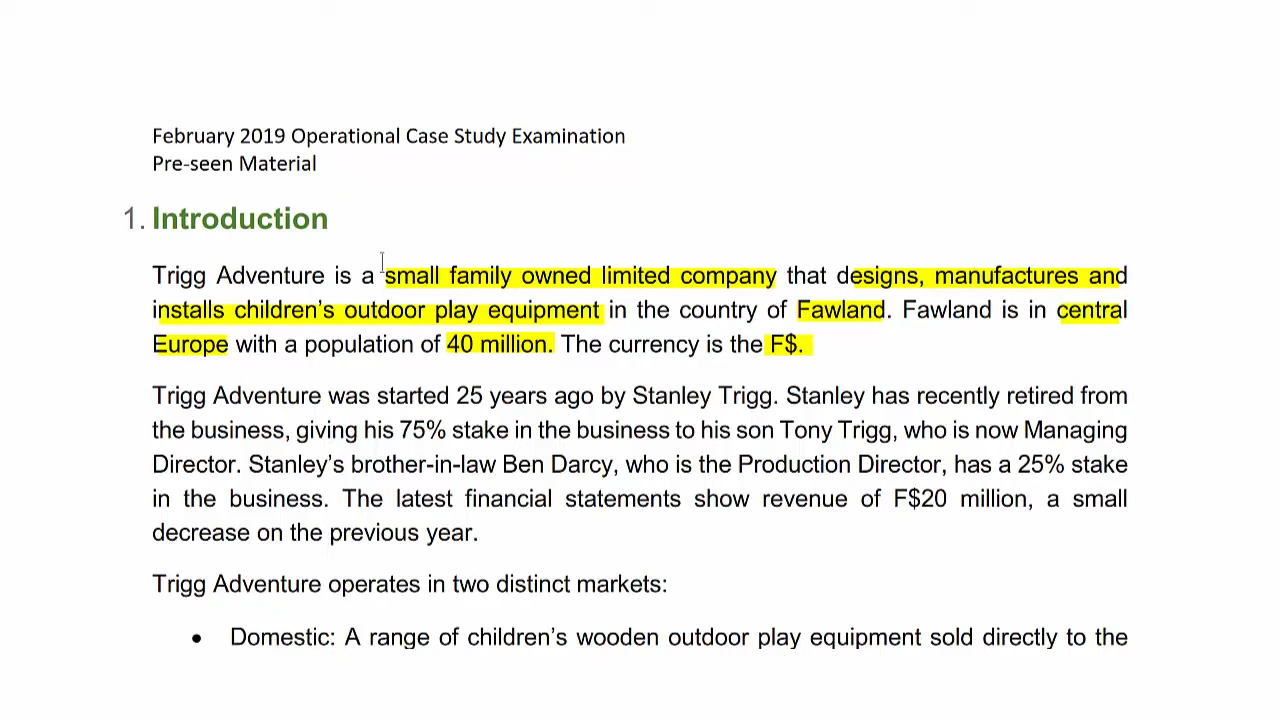 February 2019 Operational Case Study Examination
Pre-seen Material
1. Introduction
Trigg Adventure is a small family owned limited company that designs, manufactures and
installs children's outdoor play equipment in the country of Fawland. Fawland is in central
Europe with a population of 40 million. The currency is the F$.
Trigg Adventure was started 25 years ago by Stanley Trigg. Stanley has recently retired from
the business, giving his 75% stake in the business to his son Tony Trigg, who is now Managing
Director. Stanley's brother-in-law Ben Darcy, who is the Production Director, has a 25% stake
in the business. The latest financial statements show revenue of F$20 million, a small
decrease on the previous year.
Trigg Adventure operates in two distinct markets:
• Domestic: A range of children's wooden outdoor play equipment sold directly to the